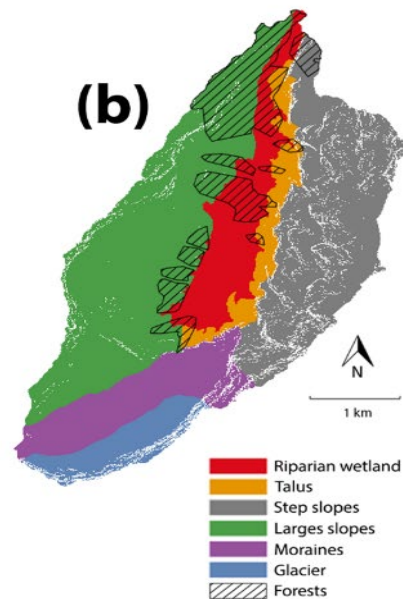 (b)
N
1 km
Riparian wetland
Talus
Step slopes
Larges slopes
Moraines
Glacier
Forests